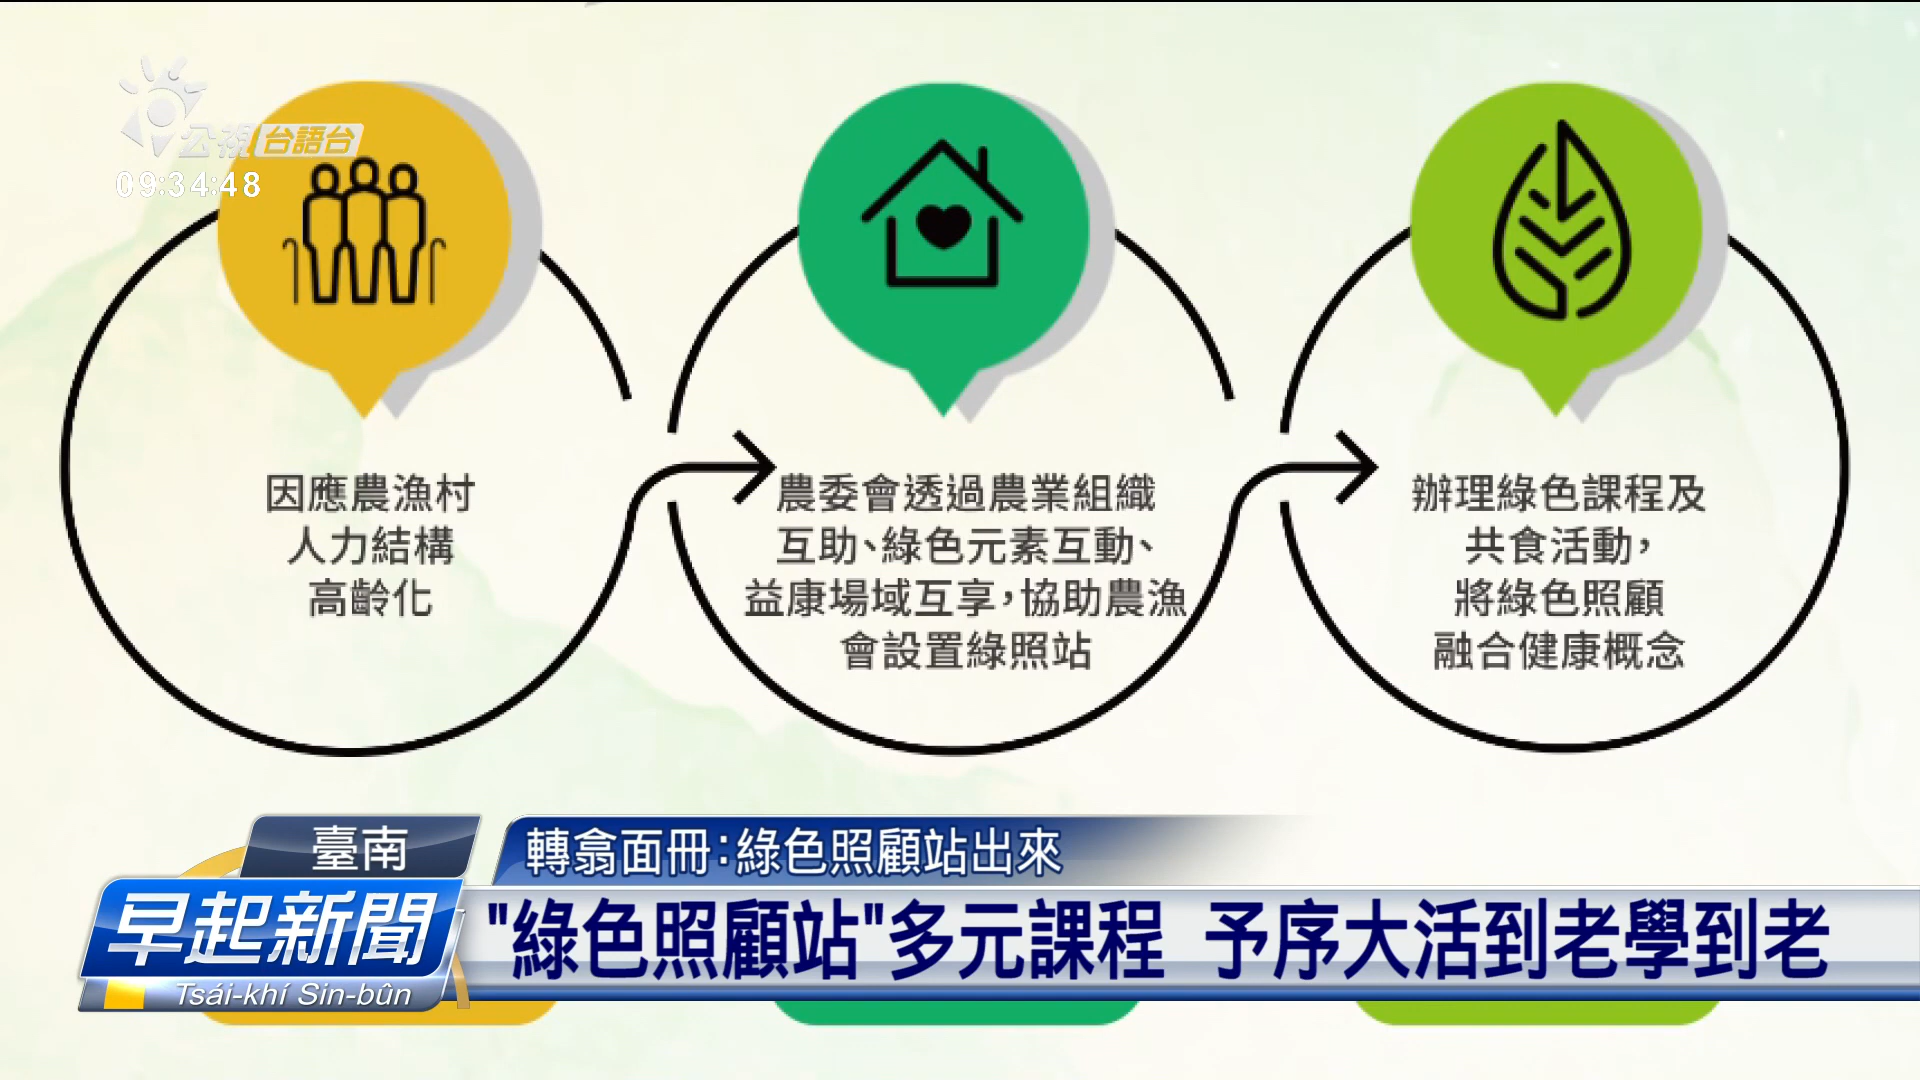 公視台語台
09:34:48
因應農漁村
人力結構
高齡化
農委會透過農業組織
互助、綠色元素互動、
益康場域互享，協助農漁
會設置綠照站
辦理綠色課程及
共食活動，
將綠色照顧
融合健康概念
臺南
轉翕面冊：綠色照顧站出來
早起新聞
Tsái-khí Sin-bûn
"綠色照顧站"多元課程 予序大活到老學到老